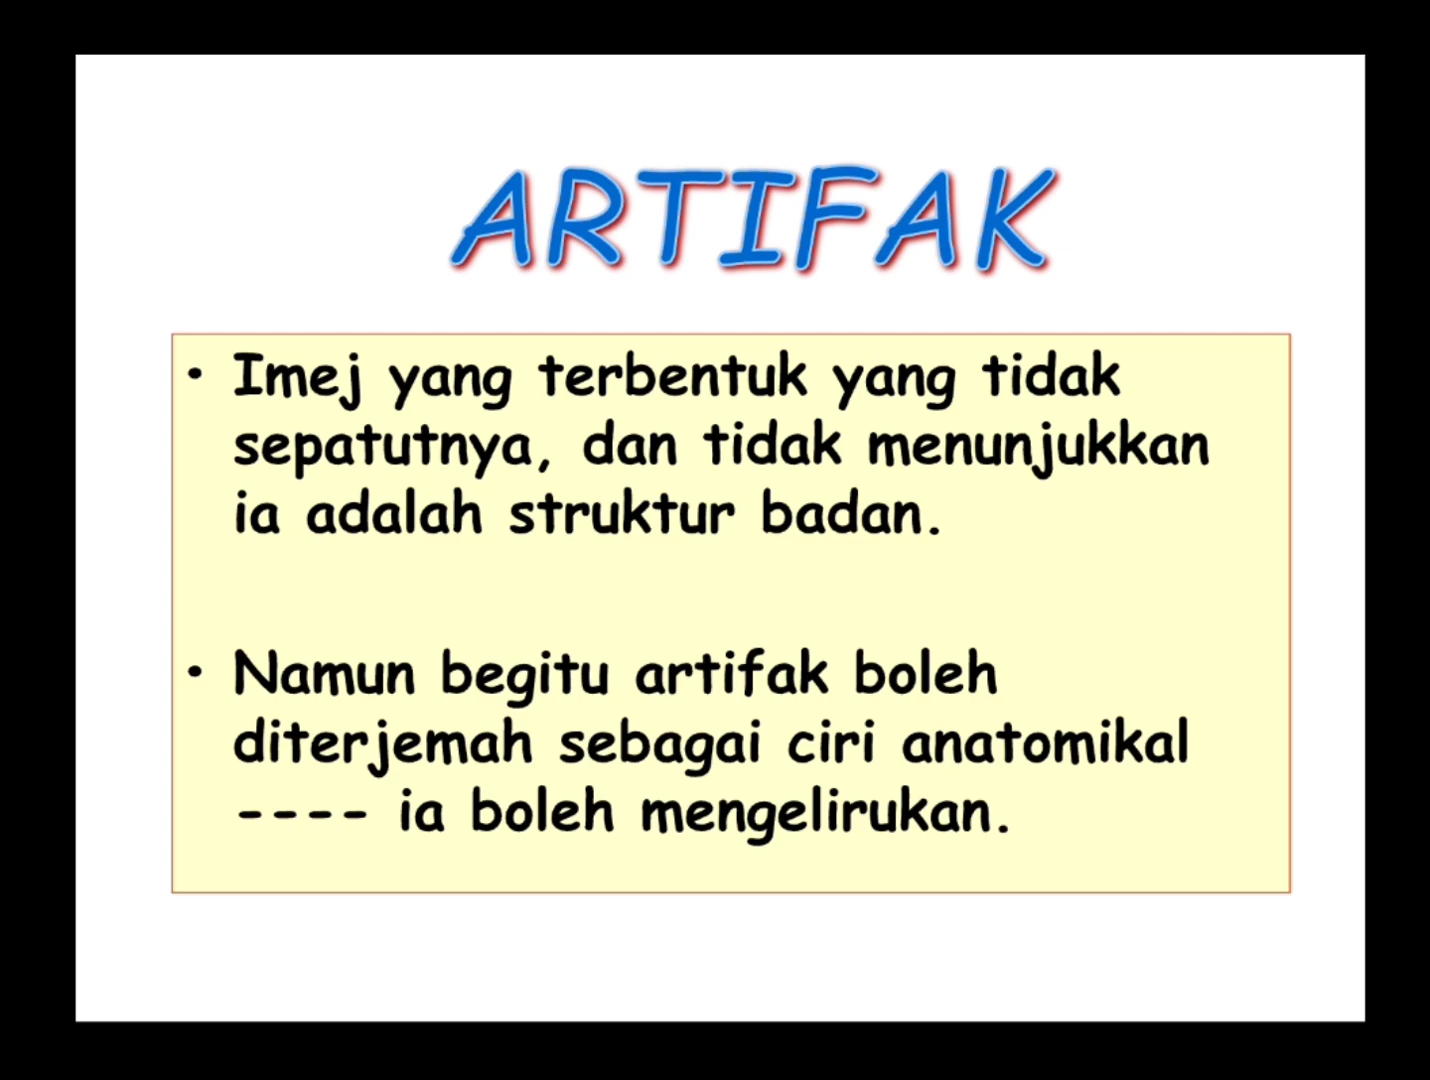 ARTIFAK
• Imej yang terbentuk yang tidak
sepatutnya, dan tidak menunjukkan
ia adalah struktur badan.
• Namun begitu artifak boleh
diterjemah sebagai ciri anatomikal
---- ia boleh mengelirukan.